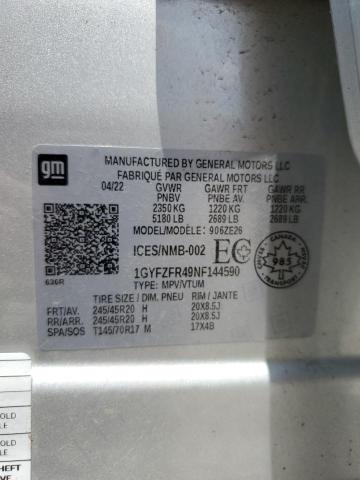 gm
MANUFACTURED BY GENERAL MOTORS LLC
FABRIQUÉ PAR GENERAL MOTORS LLC
04/22 GVWR GAWR FRT GAWR RR
PNBV PNBE AV. PNBE ARR.
2350 KG 1220 KG 1220 KG
5180 LB 2689 LB 2689 LB
MODEL/MODÈLE: 906ZE26
ICES/NMB-002 EC 985
1GYFZFR49NF144590
TYPE: MPV/VTUM
636R
TIRE SIZE / DIM. PNEU RIM / JANTE
FRT/AV. 245/45R20 H 20X8.5J
RR/ARR. 245/45R20 H 20X8.5J
SPA/SOS T145/70R17 M 17X4B
OLD
LE
OLD
LE
HEFT
VE